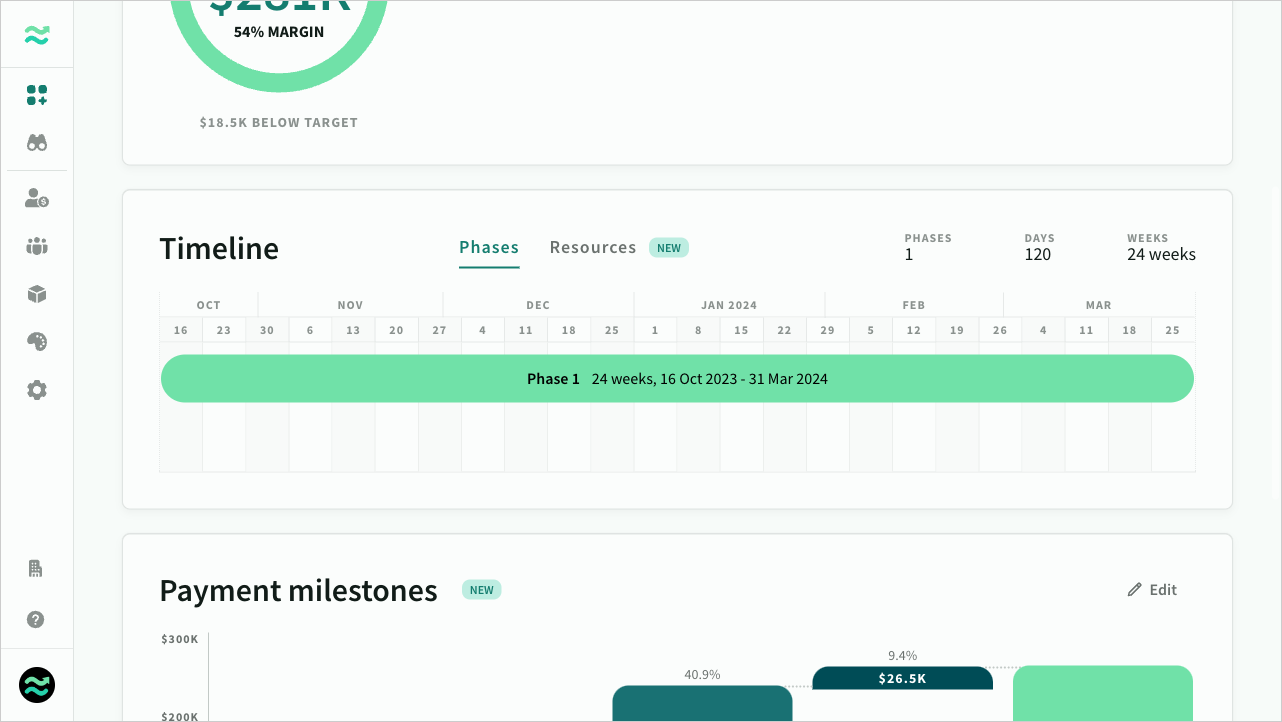 54% MARGIN
$18.5K BELOW TARGET
Timeline
Phases
Resources NEW
PHASES
1
DAYS
120
WEEKS
24 weeks
OCT NOV DEC JAN 2024 FEB MAR
16 23 30 6 13 20 27 4 11 18 25 1 8 15 22 29 5 12 19 26 4 11 18 25
Phase 1 24 weeks, 16 Oct 2023 - 31 Mar 2024
Payment milestones NEW
Edit
$300K
9.4%
40.9%
$26.5K
$200K